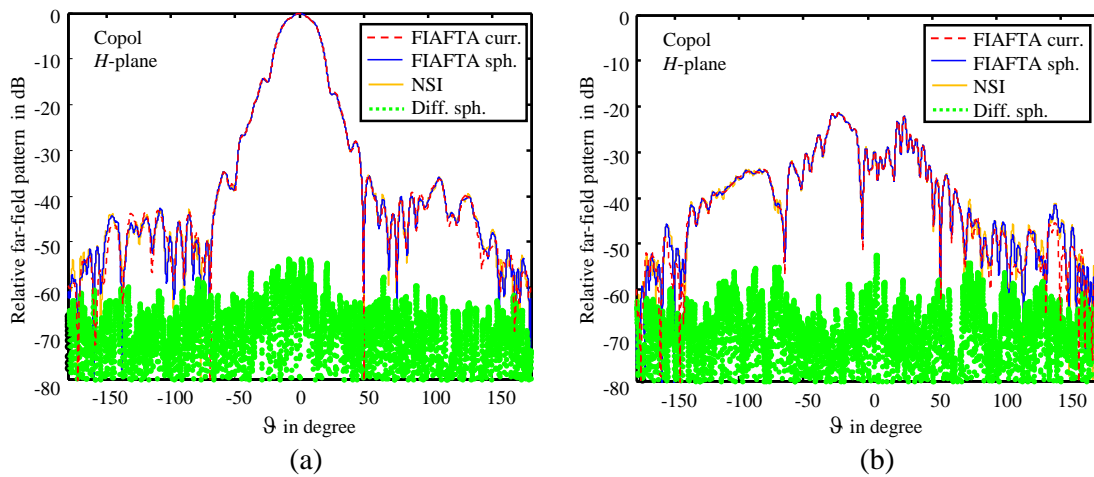 Copol
H-plane
FIAFTA curr.
FIAFTA sph.
NSI
Diff. sph.
Relative far-field pattern in dB
0
-10
-20
-30
-40
-50
-60
-70
-80
-150
-100
-50
0
50
100
150
ϑ in degree
(a)
Copol
H-plane
FIAFTA curr.
FIAFTA sph.
NSI
Diff. sph.
Relative far-field pattern in dB
0
-10
-20
-30
-40
-50
-60
-70
-80
-150
-100
-50
0
50
100
150
ϑ in degree
(b)